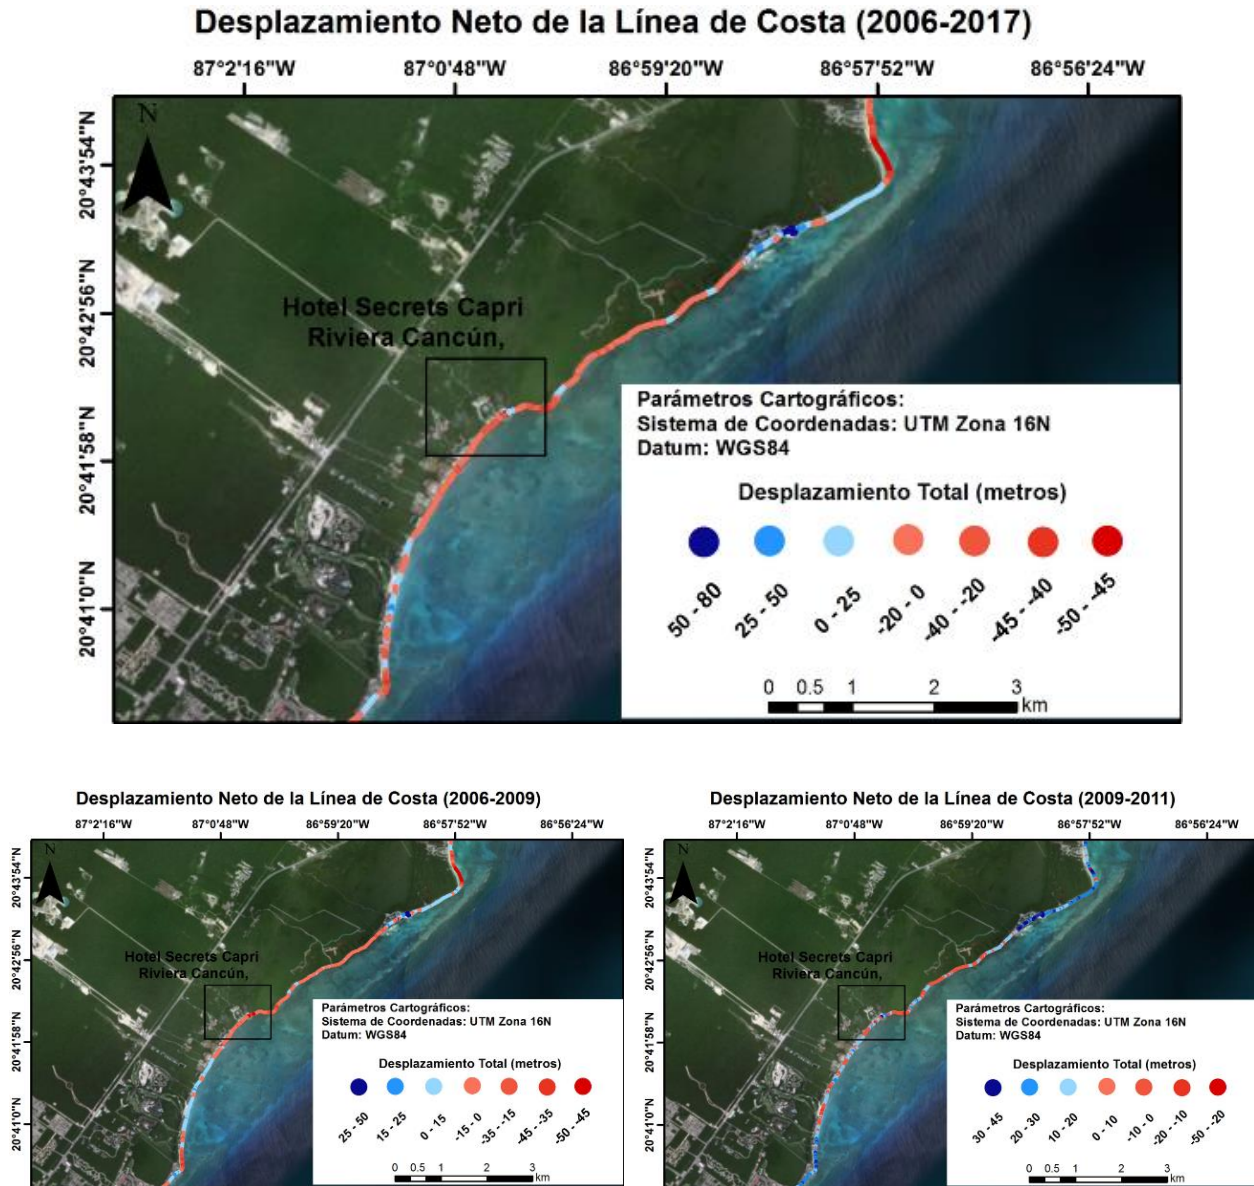 Desplazamiento Neto de la Línea de Costa (2006-2017)
87°2'16"W 87°0'48"W 86°59'20"W 86°57'52"W 86°56'24"W
20°43'54"N
20°42'56"N
20°41'58"N
20°41'0"N
N
Hotel Secrets Capri
Riviera Cancún,
Parámetros Cartográficos:
Sistema de Coordenadas: UTM Zona 16N
Datum: WGS84
Desplazamiento Total (metros)
50 - 80 25 - 50 0 - 25 -20 - 0 -40 - -20 -45 - -40 -50 - -45
0 0.5 1 2 3
km
Desplazamiento Neto de la Línea de Costa (2006-2009)
87°2'16"W 87°0'48"W 86°59'20"W 86°57'52"W 86°56'24"W
20°43'54"N
20°42'56"N
20°41'58"N
20°41'0"N
N
Hotel Secrets Capri
Riviera Cancún,
Parámetros Cartográficos:
Sistema de Coordenadas: UTM Zona 16N
Datum: WGS84
Desplazamiento Total (metros)
25 - 50 15 - 25 0 - 15 -15 - 0 -35 - -15 -45 - -35 -50 - -45
0 0.5 1 2 3
km
Desplazamiento Neto de la Línea de Costa (2009-2011)
87°2'16"W 87°0'48"W 86°59'20"W 86°57'52"W 86°56'24"W
20°43'54"N
20°42'56"N
20°41'58"N
20°41'0"N
N
Hotel Secrets Capri
Riviera Cancún,
Parámetros Cartográficos:
Sistema de Coordenadas: UTM Zona 16N
Datum: WGS84
Desplazamiento Total (metros)
30 - 45 20 - 30 10 - 20 0 - 10 -10 - 0 -20 - -10 -50 - -20
0 0.5 1 2 3
km